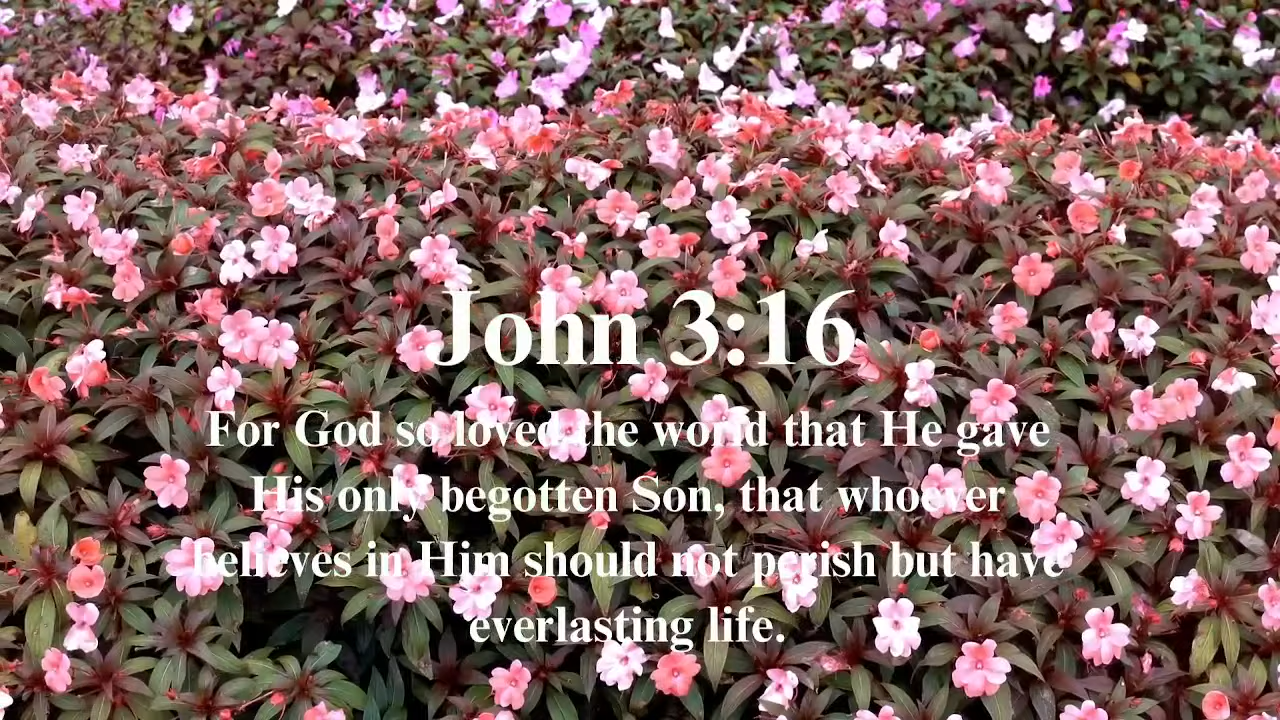 John 3:16
For God so loved the world that He gave
His only begotten Son, that whoever
believes in Him should not perish but have
everlasting life.